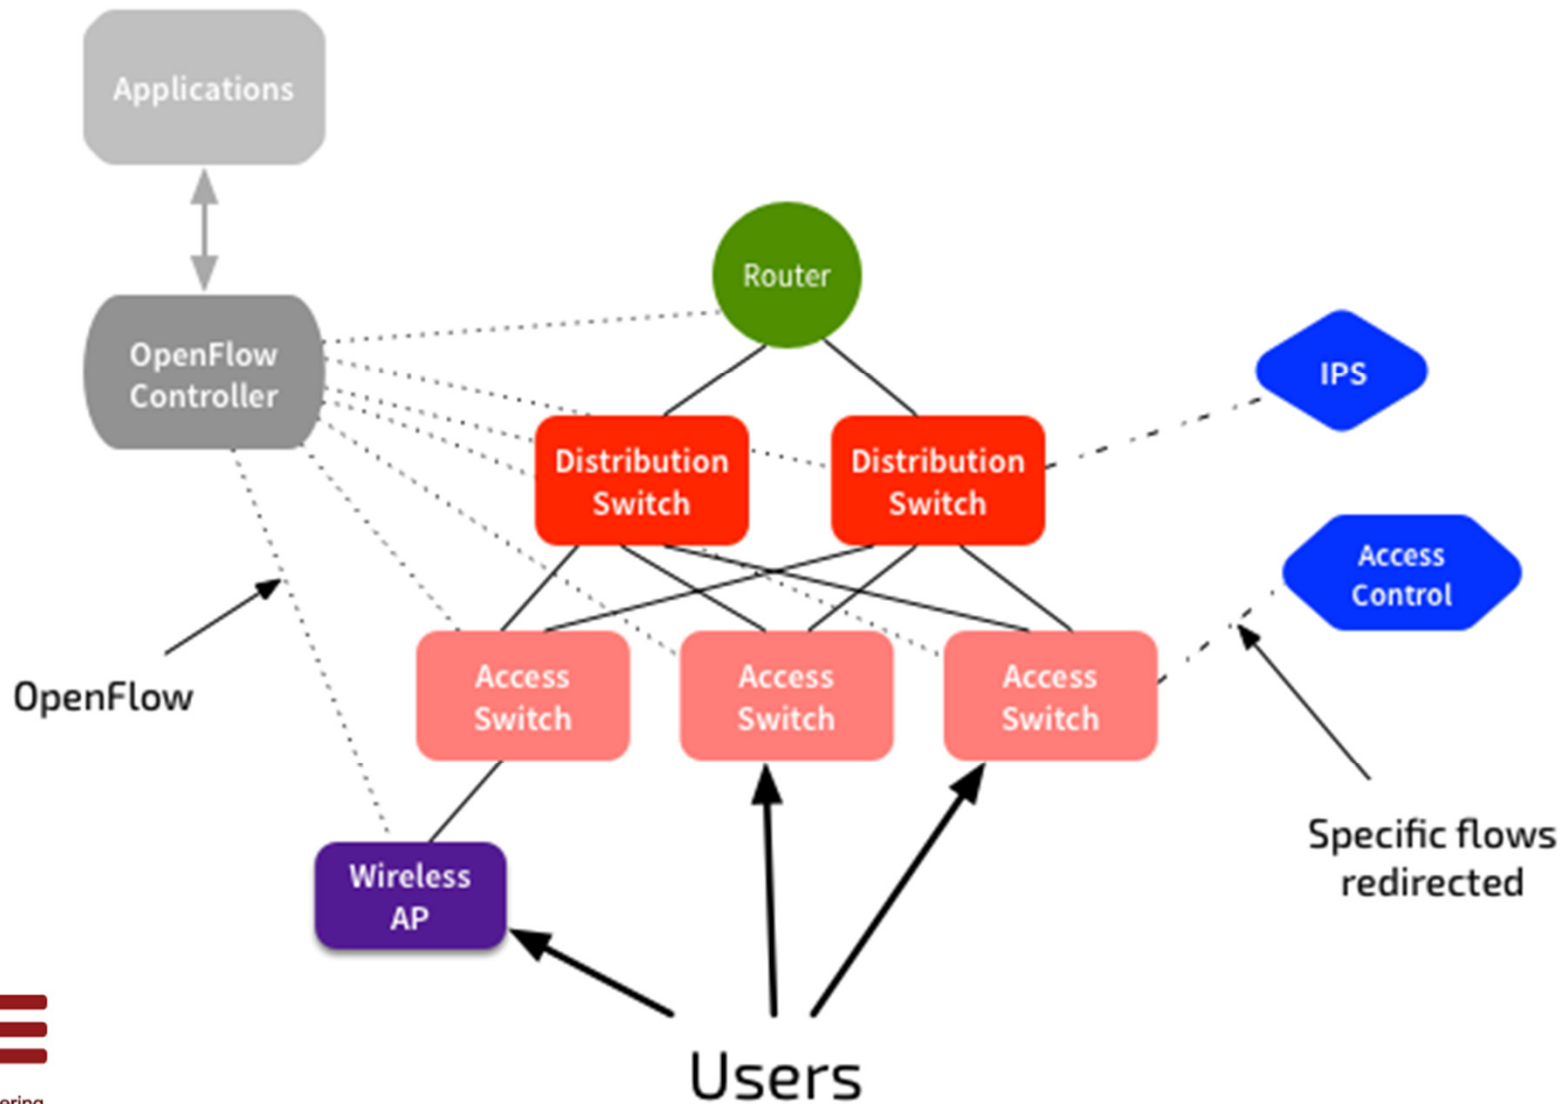 Applications
Router
OpenFlow
Controller
IPS
Distribution
Switch
Distribution
Switch
Access
Control
OpenFlow
Access
Switch
Access
Switch
Access
Switch
Specific flows
redirected
Wireless
AP
Users